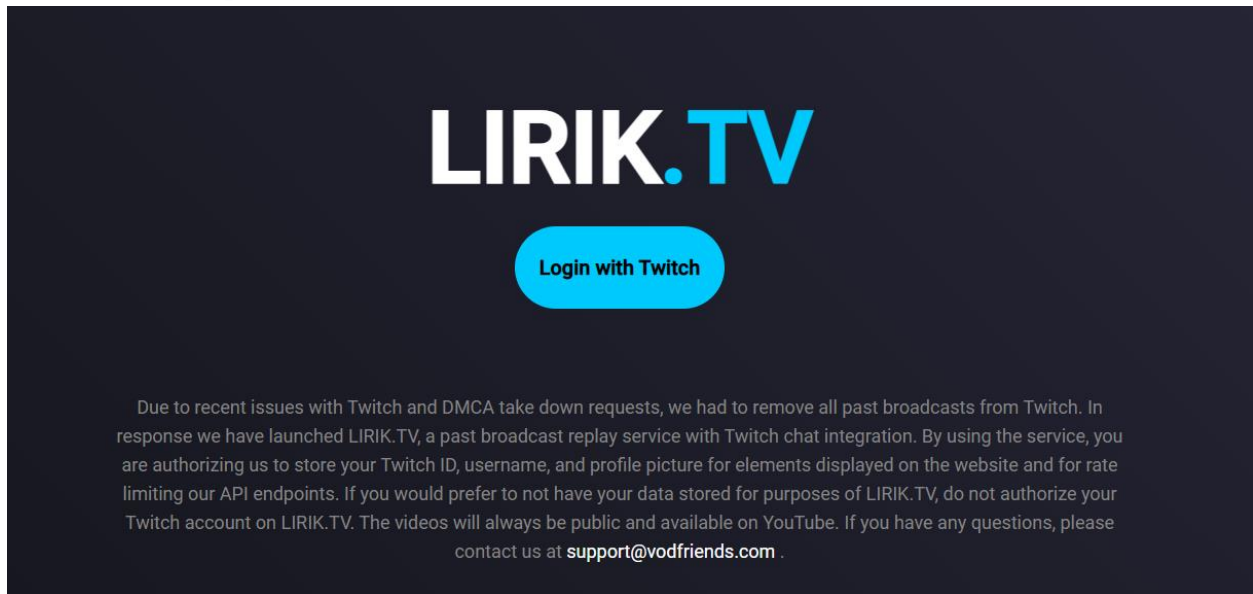 LIRIK.TV
Login with Twitch
Due to recent issues with Twitch and DMCA take down requests, we had to remove all past broadcasts from Twitch. In
response we have launched LIRIK.TV, a past broadcast replay service with Twitch chat integration. By using the service, you
are authorizing us to store your Twitch ID, username, and profile picture for elements displayed on the website and for rate
limiting our API endpoints. If you would prefer to not have your data stored for purposes of LIRIK.TV, do not authorize your
Twitch account on LIRIK.TV. The videos will always be public and available on YouTube. If you have any questions, please
contact us at support@vodfriends.com .